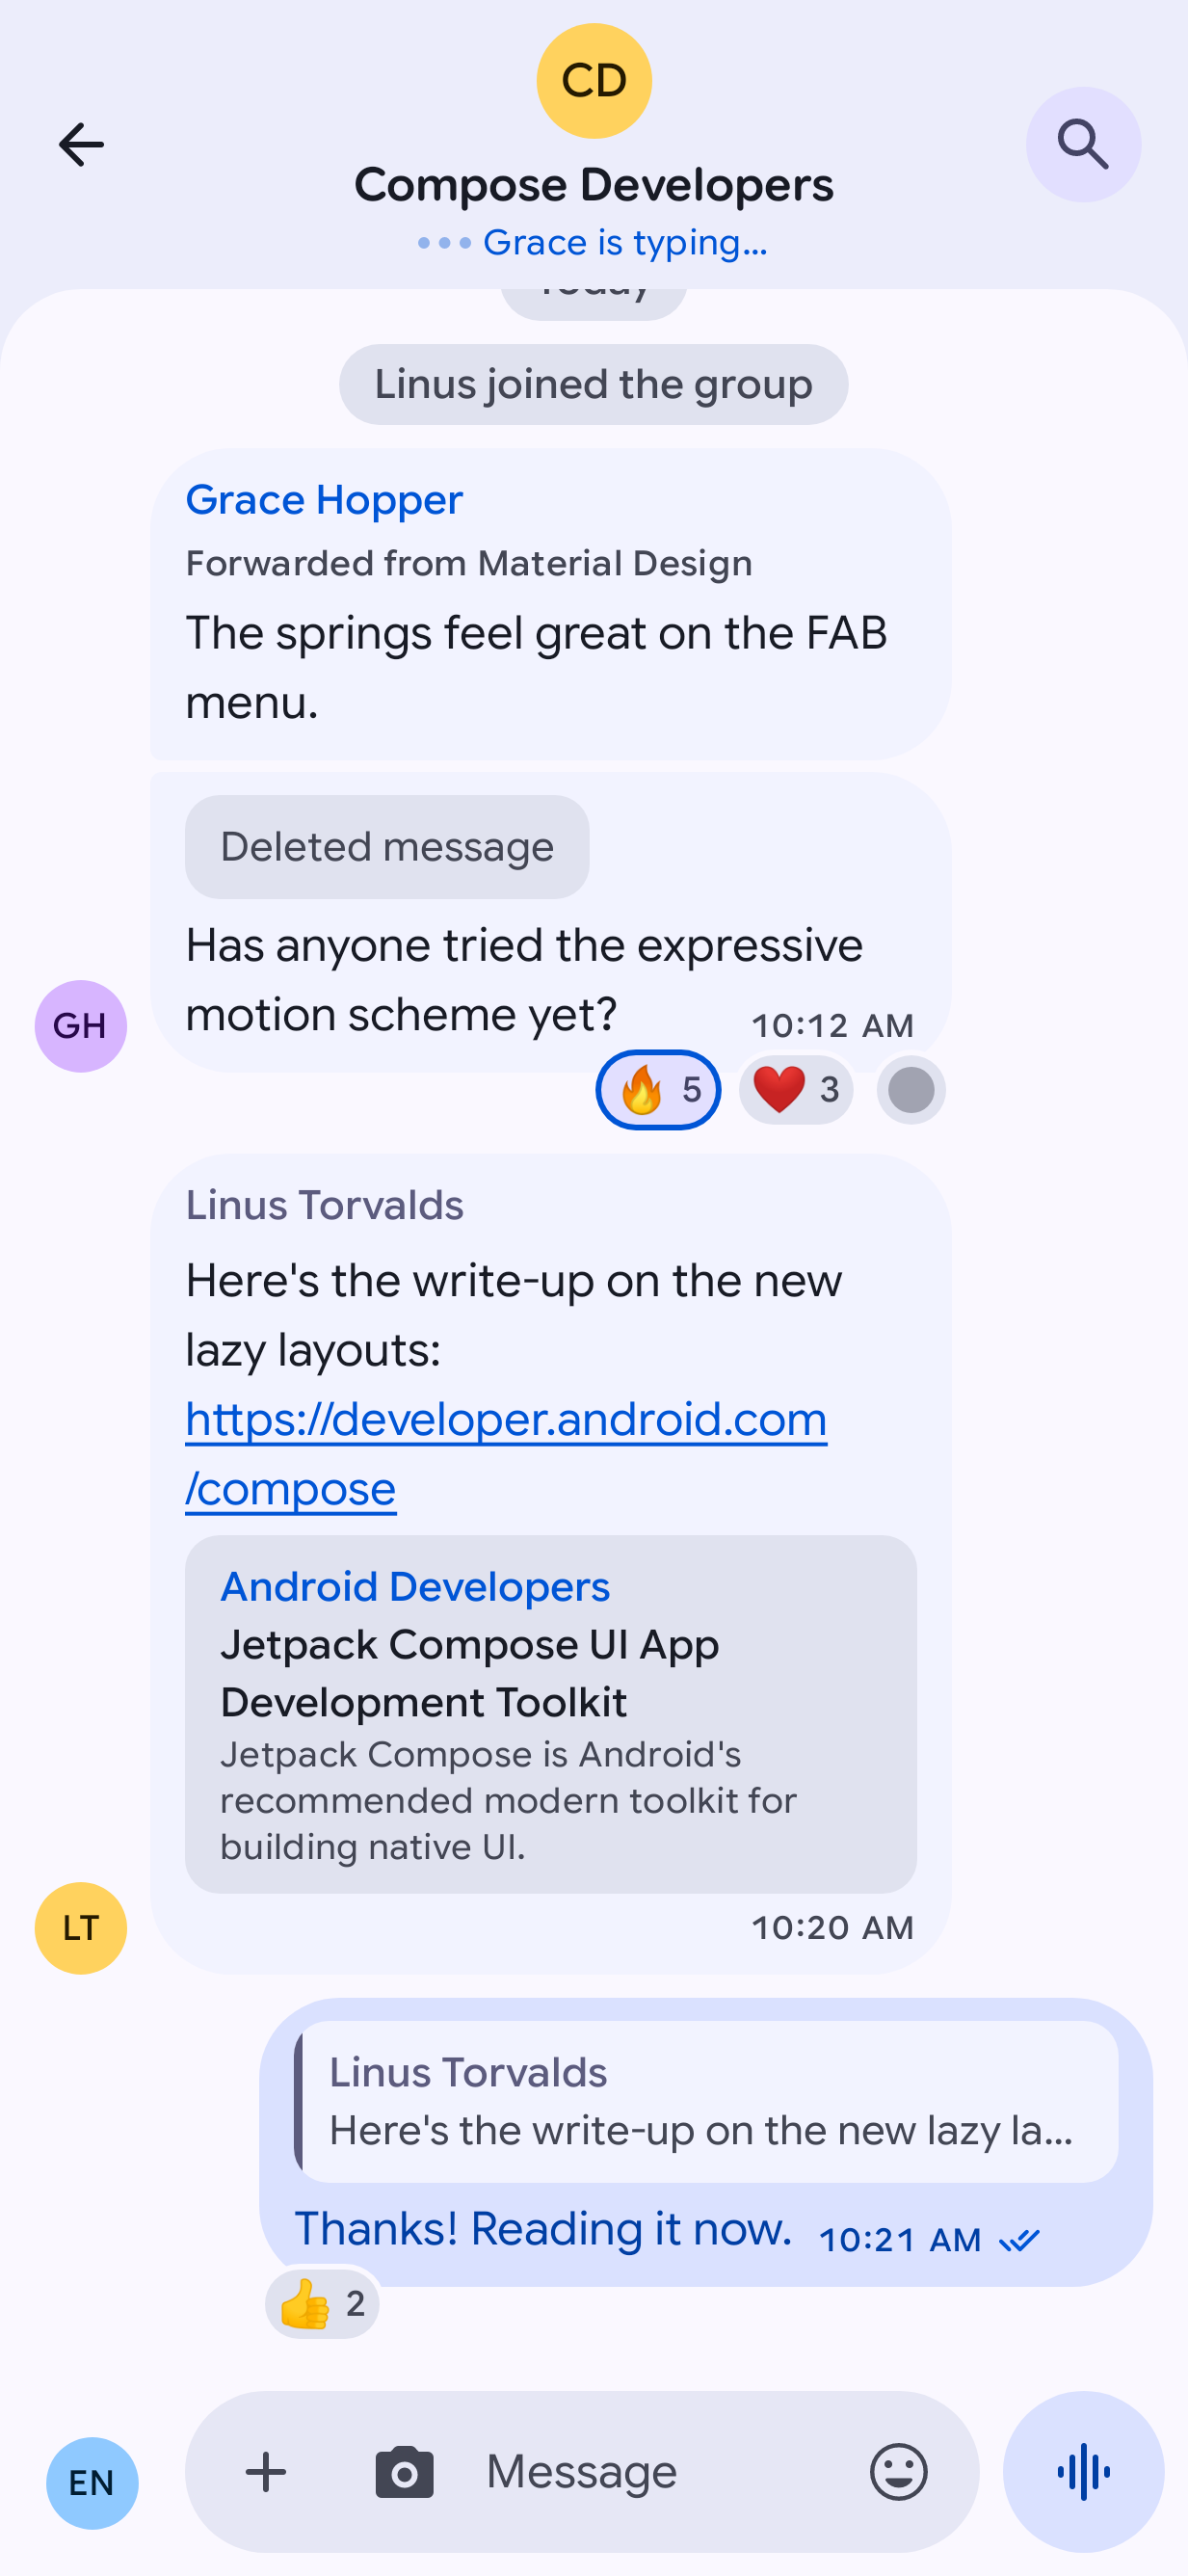 CD
Compose Developers
Grace is typing...
Today
Linus joined the group
Grace Hopper
Forwarded from Material Design
The springs feel great on the FAB
menu.
Deleted message
Has anyone tried the expressive
motion scheme yet?
10:12 AM
GH
🔥 5
❤️ 3
Linus Torvalds
Here's the write-up on the new
lazy layouts:
https://developer.android.com
/compose
Android Developers
Jetpack Compose UI App
Development Toolkit
Jetpack Compose is Android's
recommended modern toolkit for
building native UI.
10:20 AM
LT
Linus Torvalds
Here's the write-up on the new lazy la...
Thanks! Reading it now.
10:21 AM
👍 2
EN
Message